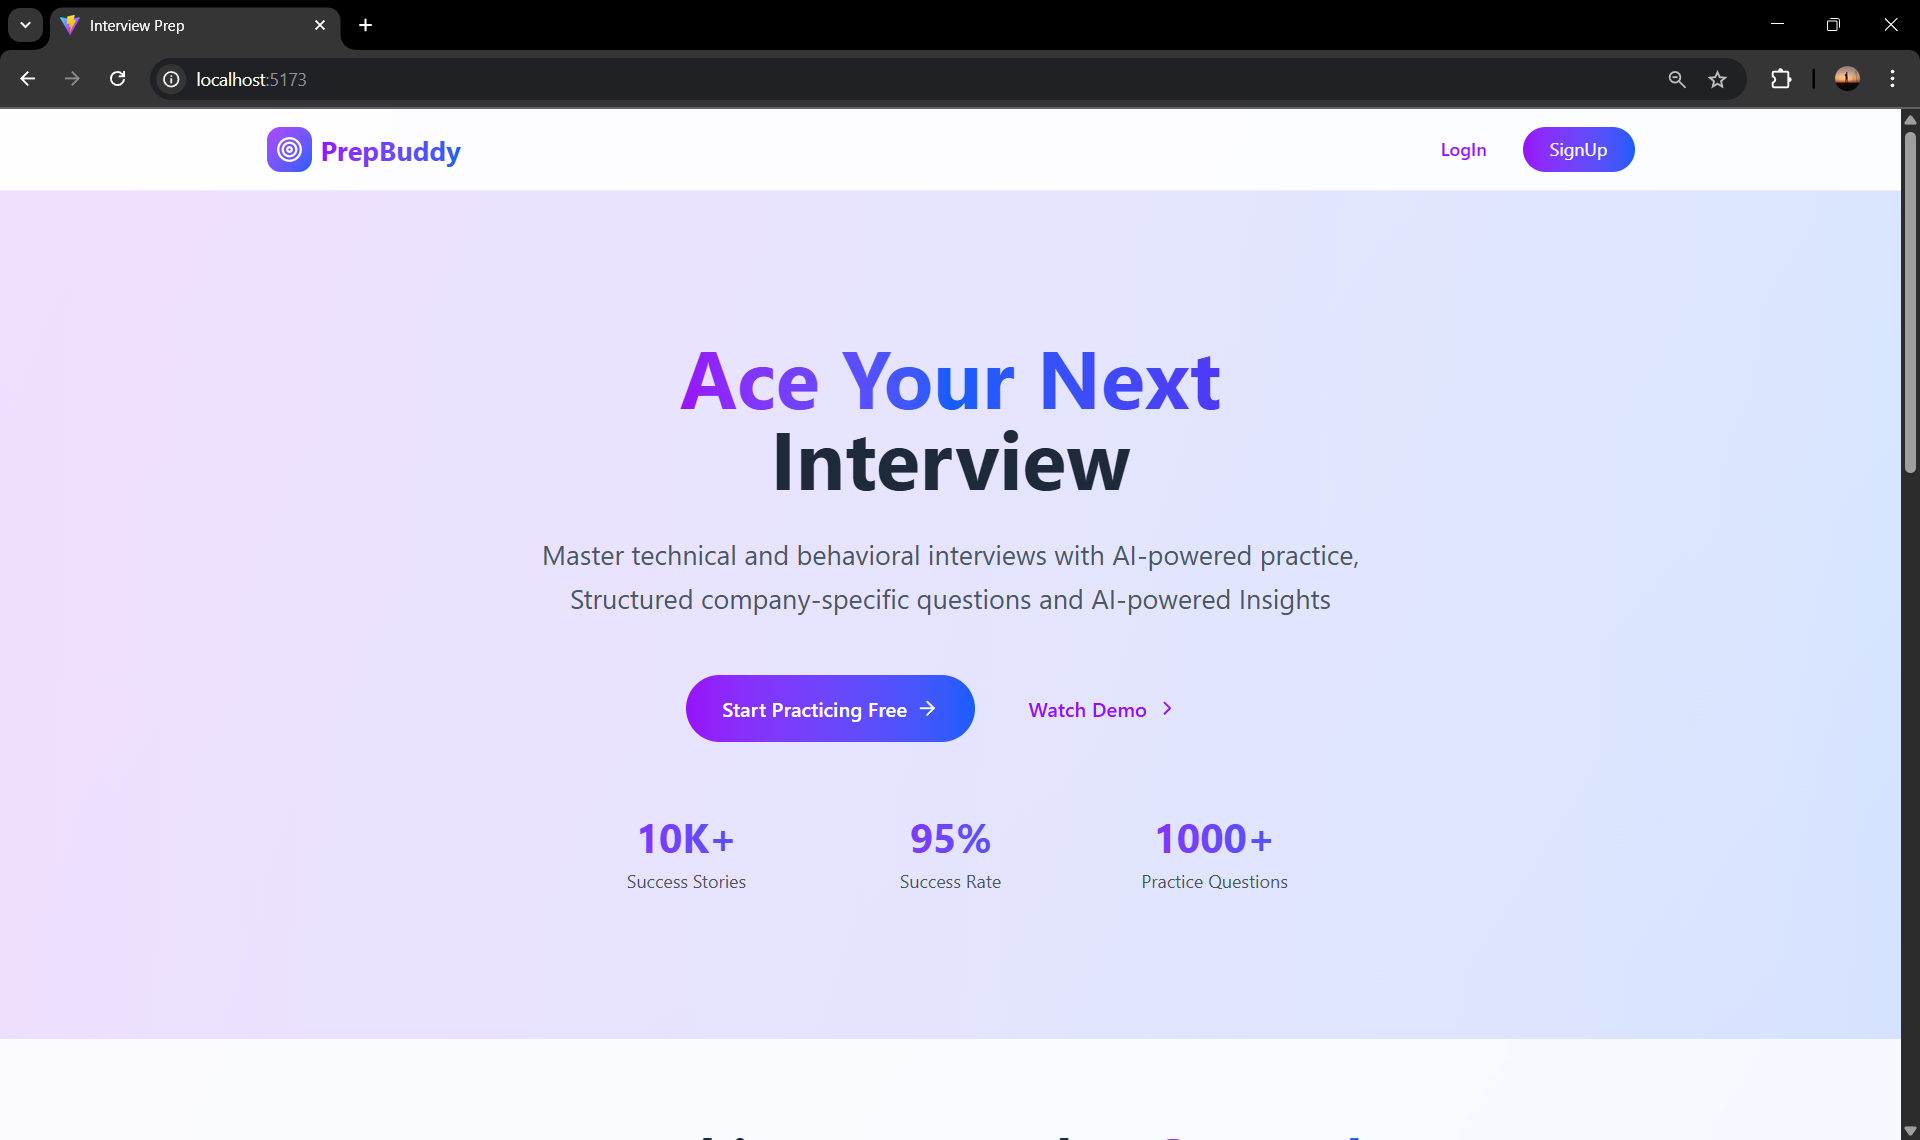 Interview Prep
localhost:5173
PrepBuddy
LogIn
SignUp
Ace Your Next
Interview
Master technical and behavioral interviews with AI-powered practice,
Structured company-specific questions and AI-powered Insights
Start Practicing Free
Watch Demo
10K+
95%
1000+
Success Stories
Success Rate
Practice Questions